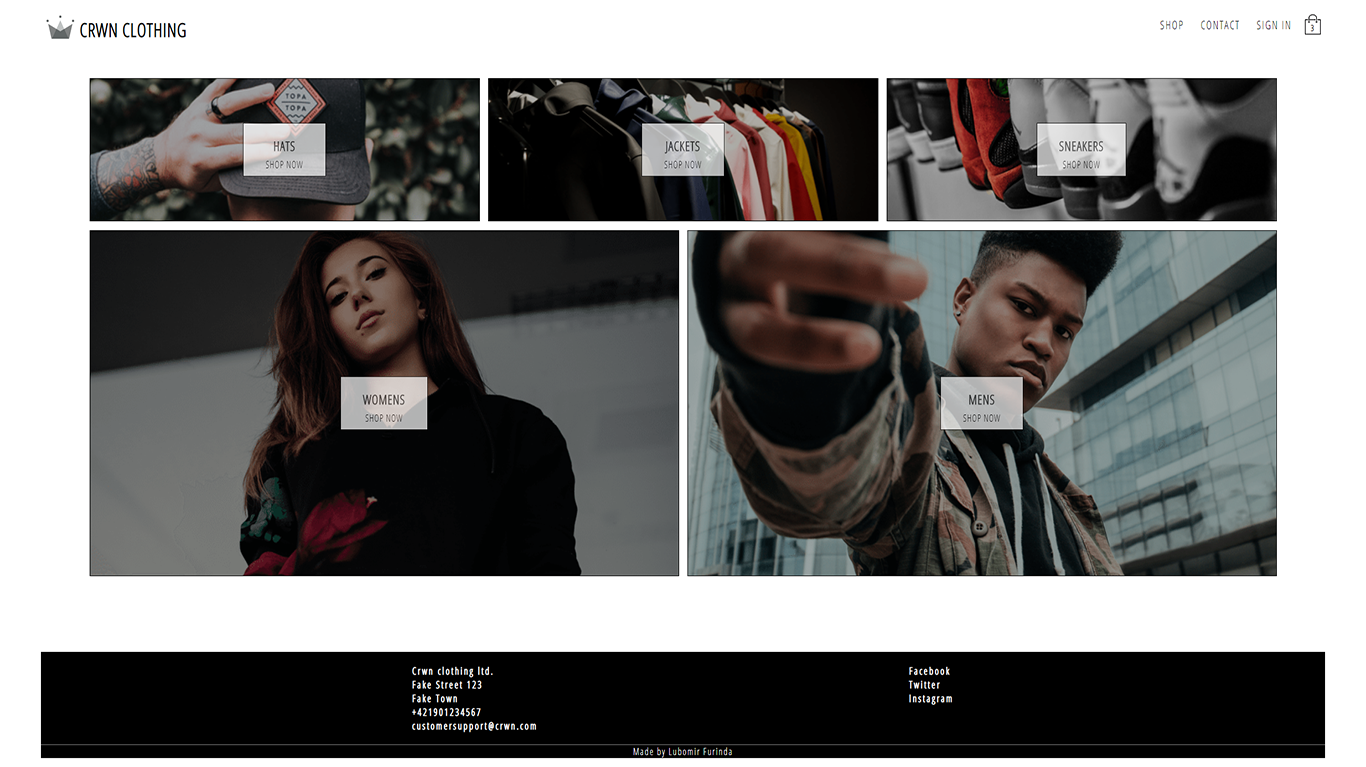 CRWN CLOTHING
SHOP CONTACT SIGN IN 3
TOPA
TOPA
HATS
SHOP NOW
JACKETS
SHOP NOW
SNEAKERS
SHOP NOW
WOMENS
SHOP NOW
MENS
SHOP NOW
Crwn clothing ltd.
Fake Street 123
Fake Town
+421901234567
customersupport@crwn.com
Facebook
Twitter
Instagram
Made by Lubomir Furinda